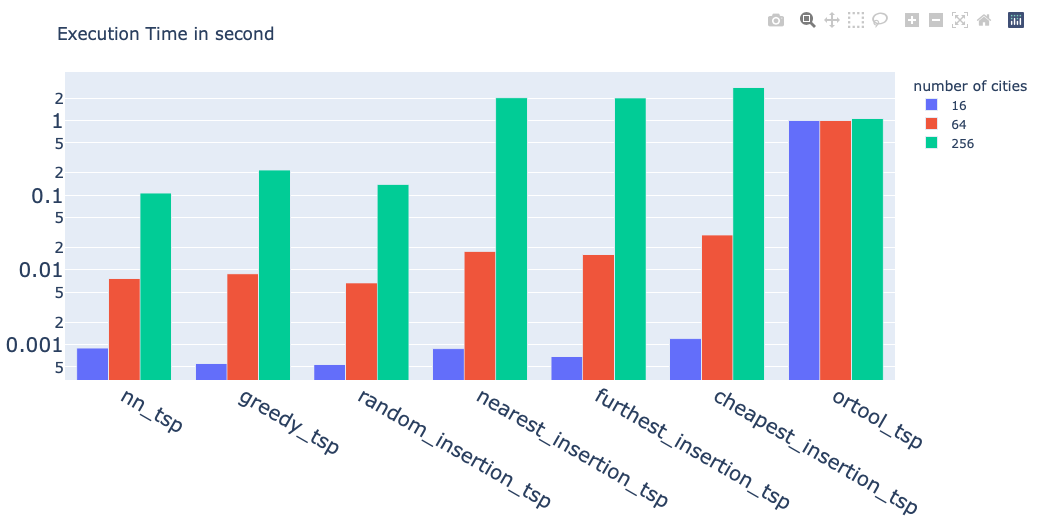 Execution Time in second
number of cities
16
64
256
2
1
5
2
0.1
5
2
0.01
5
2
0.001
5
nn_tsp
greedy_tsp
random_insertion_tsp
nearest_insertion_tsp
furthest_insertion_tsp
cheapest_insertion_tsp
ortool_tsp